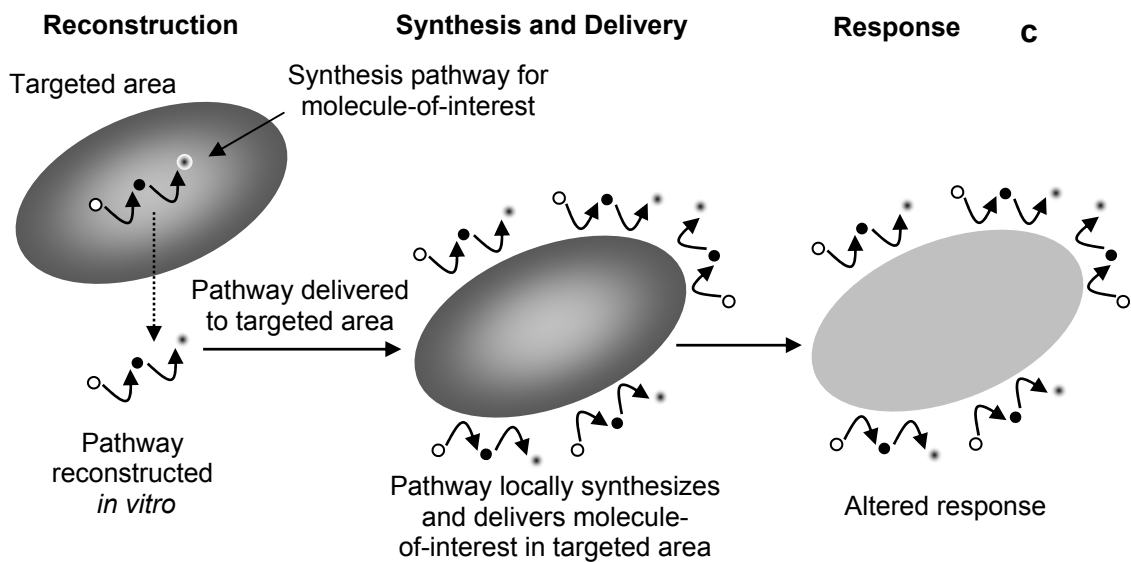 Reconstruction
Synthesis and Delivery
Response
c
Targeted area
Synthesis pathway for
molecule-of-interest
Pathway delivered
to targeted area
Pathway
reconstructed
in vitro
Pathway locally synthesizes
and delivers molecule-
of-interest in targeted area
Altered response